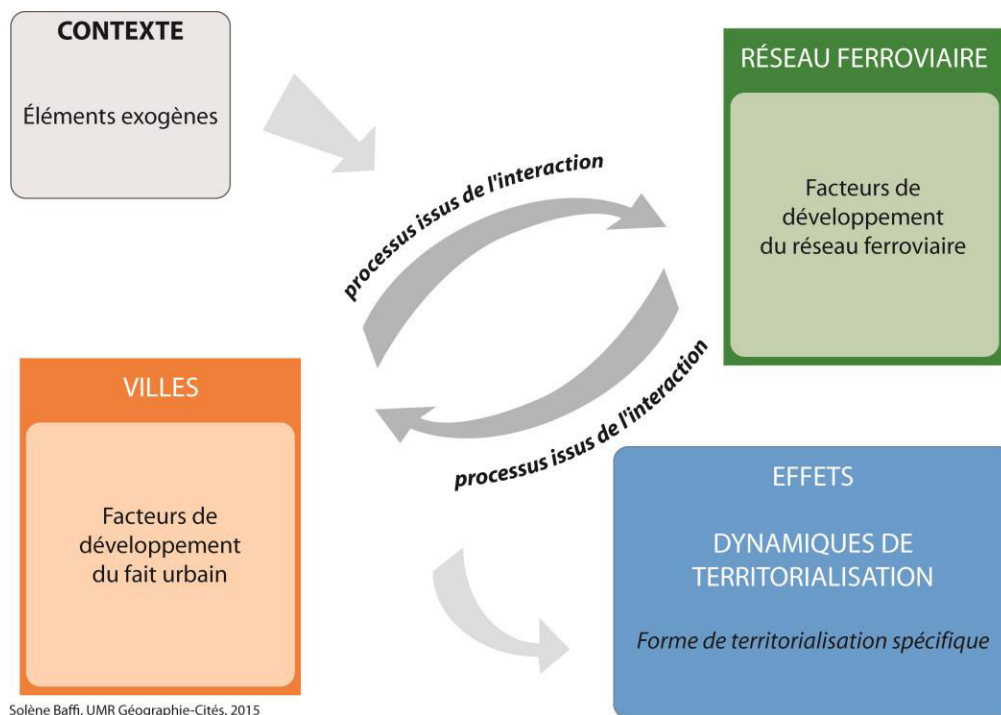 CONTEXTE
Éléments exogènes
RÉSEAU FERROVIAIRE
Facteurs de
développement
du réseau ferroviaire
processus issus de l'interaction
VILLES
Facteurs de
développement
du fait urbain
processus issus de l'interaction
EFFETS
DYNAMIQUES DE
TERRITORIALISATION
Forme de territorialisation spécifique
Solène Baffi, UMR Géographie-Cités, 2015